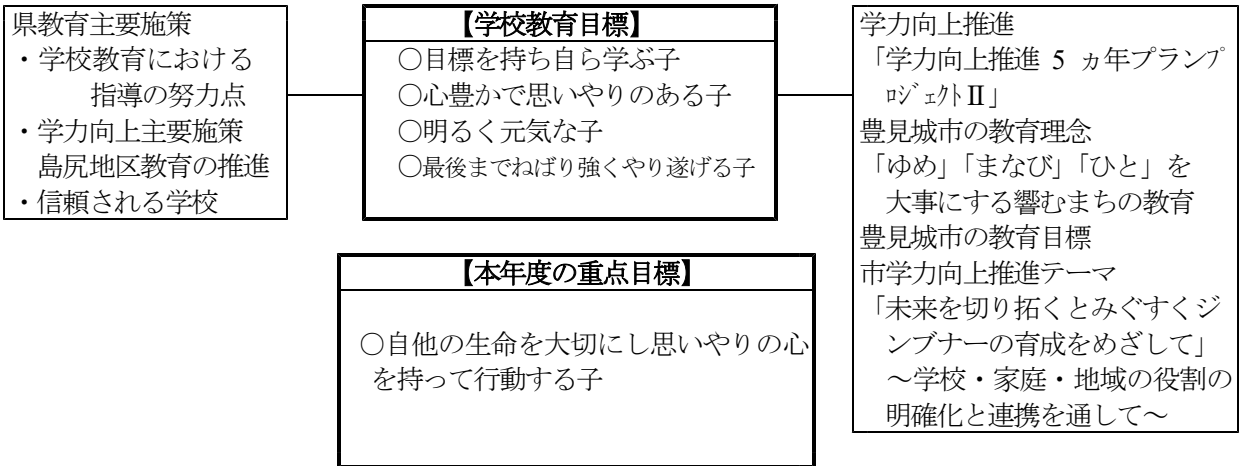 県教育主要施策
・学校教育における
指導の努力点
・学力向上主要施策
島尻地区教育の推進
・信頼される学校
【学校教育目標】
○目標を持ち自ら学ぶ子
○心豊かで思いやりのある子
○明るく元気な子
○最後までねばり強くやり遂げる子
【本年度の重点目標】
○自他の生命を大切にし思いやりの心
を持って行動する子
学力向上推進
「学力向上推進 5 ヵ年プランプ
ロジェクトⅡ」
豊見城市の教育理念
「ゆめ」「まなび」「ひと」を
大事にする響むまちの教育
豊見城市の教育目標
市学力向上推進テーマ
「未来を切り拓くとみぐすくジ
ンブナーの育成をめざして」
～学校・家庭・地域の役割の
明確化と連携を通して～